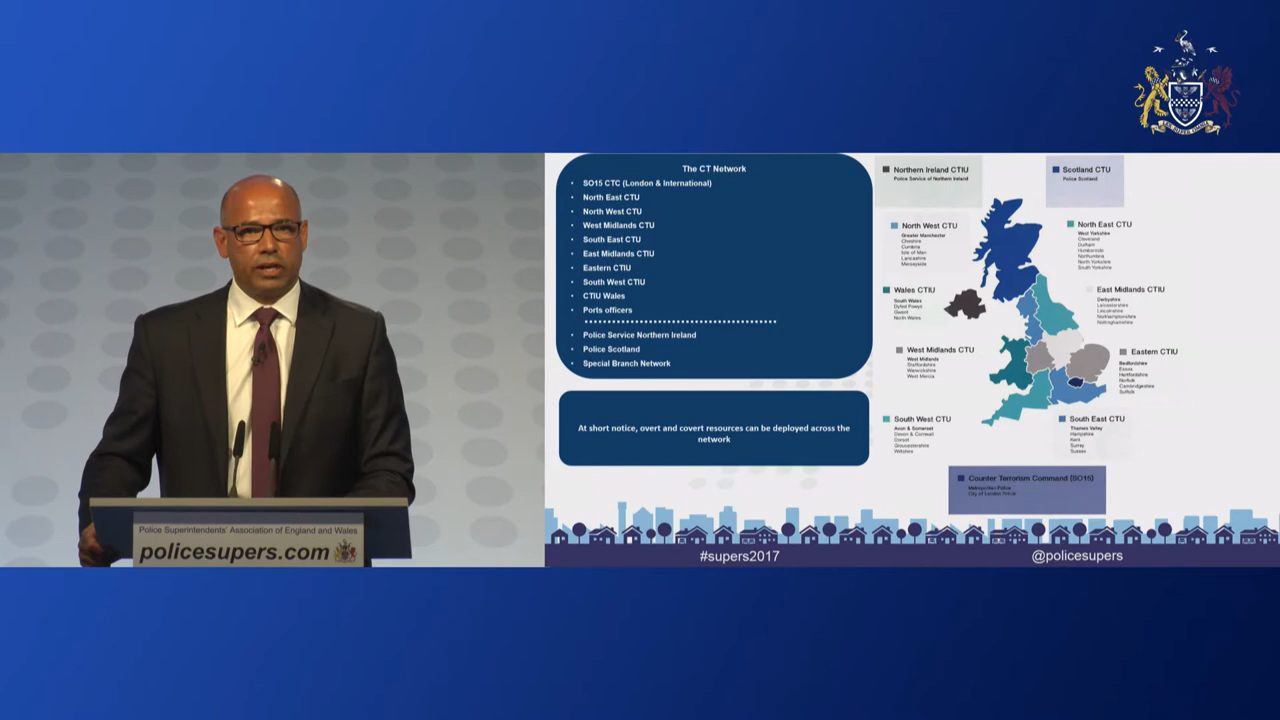 The CT Network
• SO15 CTC (London & International)
• North East CTU
• North West CTU
• West Midlands CTU
• South East CTU
• East Midlands CTIU
• Eastern CTIU
• South West CTIU
• CTIU Wales
• Ports officers
• Police Service Northern Ireland
• Police Scotland
• Special Branch Network
At short notice, overt and covert resources can be deployed across the
network
Northern Ireland CTIU
Police Service of Northern Ireland
Scotland CTU
Police Scotland
North West CTU
Greater Manchester
Cheshire
Cumbria
Isle of Man
Lancashire
Merseyside
North East CTU
West Yorkshire
Cleveland
Durham
Humberside
Northumbria
North Yorkshire
South Yorkshire
Wales CTIU
South Wales
Dyfed Powys
Gwent
North Wales
East Midlands CTIU
Derbyshire
Leicestershire
Lincolnshire
Northamptonshire
Nottinghamshire
West Midlands CTU
West Midlands
Staffordshire
Warwickshire
West Mercia
Eastern CTIU
Bedfordshire
Essex
Hertfordshire
Norfolk
Cambridgeshire
Suffolk
South West CTU
Avon & Somerset
Devon & Cornwall
Dorset
Gloucestershire
Wiltshire
South East CTU
Thames Valley
Hampshire
Kent
Surrey
Sussex
Counter Terrorism Command (SO15)
Metropolitan Police
City of London Police
#supers2017
@policesupers
Police Superintendents' Association of England and Wales
policesupers.com